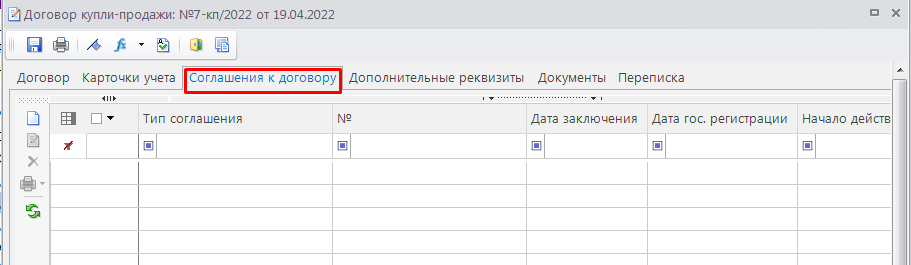 Договор купли-продажи: №7-кп/2022 от 19.04.2022
Договор Карточки учета Соглашения к договору Дополнительные реквизиты Документы Переписка
Тип соглашения № Дата заключения Дата гос. регистрации Начало действ